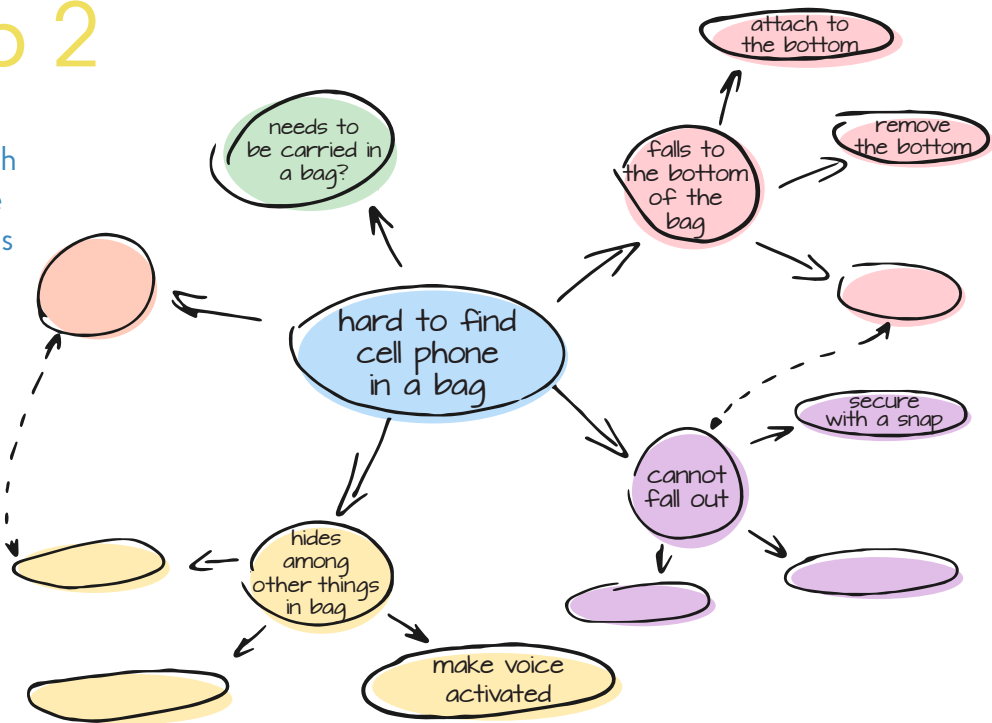 2
needs to
be carried in
a bag?
hard to find
cell phone
in a bag
falls to
the bottom
of the
bag
attach to
the bottom
remove
the bottom
cannot
fall out
secure
with a snap
hides
among
other things
in bag
make voice
activated